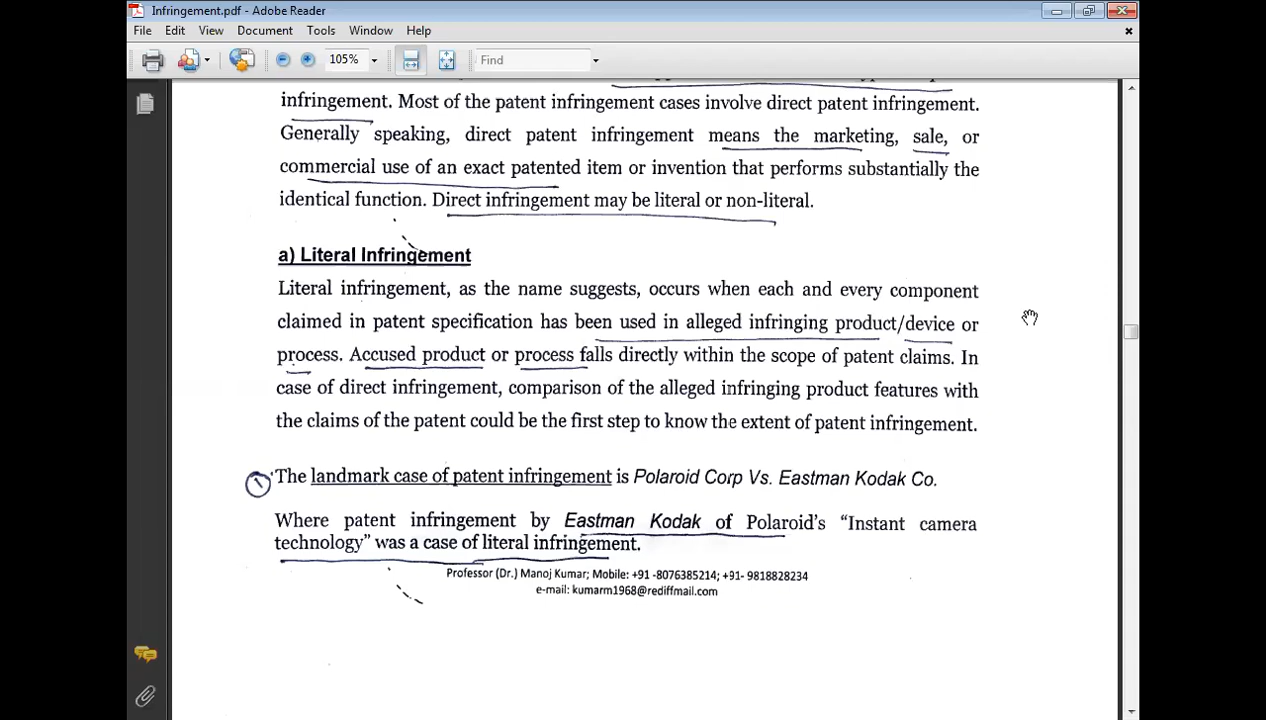 Infringement.pdf - Adobe Reader
File Edit View Document Tools Window Help
105% Find
infringement. Most of the patent infringement cases involve direct patent infringement.
Generally speaking, direct patent infringement means the marketing, sale, or
commercial use of an exact patented item or invention that performs substantially the
identical function. Direct infringement may be literal or non-literal.
a) Literal Infringement
Literal infringement, as the name suggests, occurs when each and every component
claimed in patent specification has been used in alleged infringing product/device or
process. Accused product or process falls directly within the scope of patent claims. In
case of direct infringement, comparison of the alleged infringing product features with
the claims of the patent could be the first step to know the extent of patent infringement.
The landmark case of patent infringement is Polaroid Corp Vs. Eastman Kodak Co.
Where patent infringement by Eastman Kodak of Polaroid's “Instant camera
technology” was a case of literal infringement.
Professor (Dr.) Manoj Kumar; Mobile: +91 -8076385214; +91- 9818828234
e-mail: kumarm1968@rediffmail.com